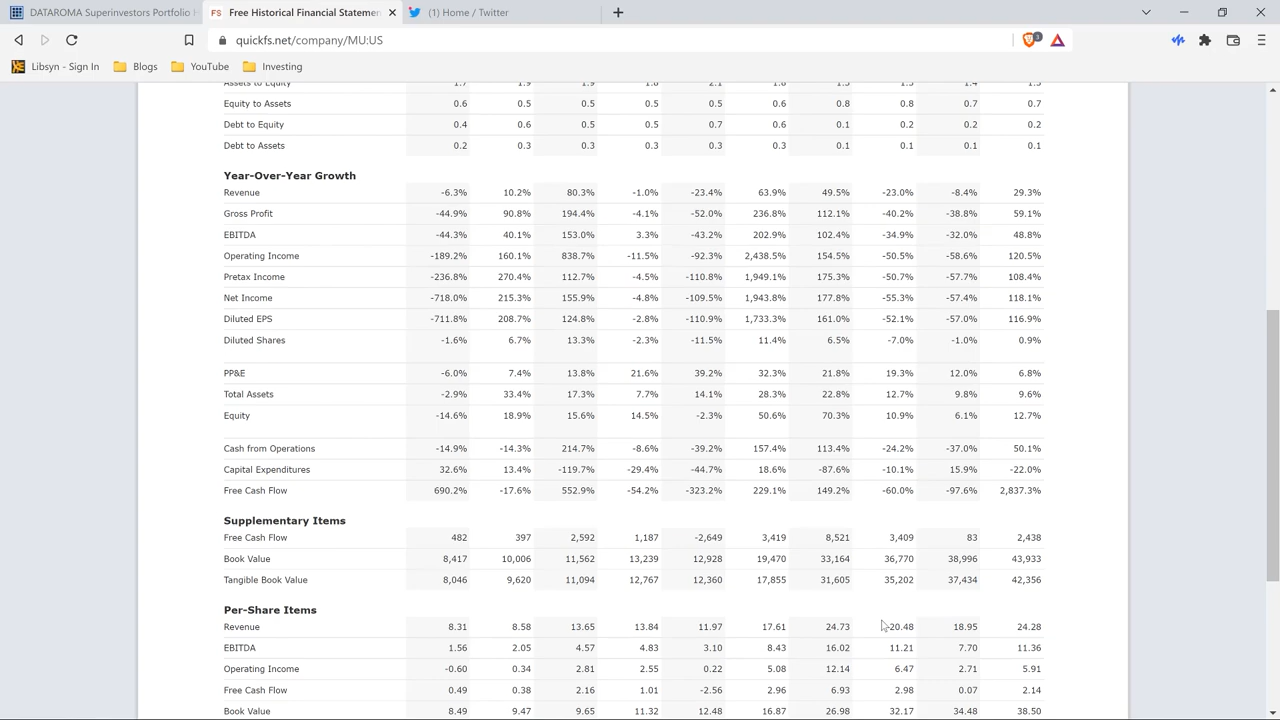 DATAROMA Superinvestors Portfolio
Free Historical Financial Statemen
(1) Home / Twitter
quickfs.net/company/MU:US
3
Libsyn - Sign In Blogs YouTube Investing
Assets to Equity 1.7 1.9 1.9 1.8 2.1 1.8 1.3 1.3 1.4 1.3
Equity to Assets 0.6 0.5 0.5 0.5 0.5 0.6 0.8 0.8 0.7 0.7
Debt to Equity 0.4 0.6 0.5 0.5 0.7 0.6 0.1 0.2 0.2 0.2
Debt to Assets 0.2 0.3 0.3 0.3 0.3 0.3 0.1 0.1 0.1 0.1
Year-Over-Year Growth
Revenue -6.3% 10.2% 80.3% -1.0% -23.4% 63.9% 49.5% -23.0% -8.4% 29.3%
Gross Profit -44.9% 90.8% 194.4% -4.1% -52.0% 236.8% 112.1% -40.2% -38.8% 59.1%
EBITDA -44.3% 40.1% 153.0% 3.3% -43.2% 202.9% 102.4% -34.9% -32.0% 48.8%
Operating Income -189.2% 160.1% 838.7% -11.5% -92.3% 2,438.5% 154.5% -50.5% -58.6% 120.5%
Pretax Income -236.8% 270.4% 112.7% -4.5% -110.8% 1,949.1% 175.3% -50.7% -57.7% 108.4%
Net Income -718.0% 215.3% 155.9% -4.8% -109.5% 1,943.8% 177.8% -55.3% -57.4% 118.1%
Diluted EPS -711.8% 208.7% 124.8% -2.8% -110.9% 1,733.3% 161.0% -52.1% -57.0% 116.9%
Diluted Shares -1.6% 6.7% 13.3% -2.3% -11.5% 11.4% 6.5% -7.0% -1.0% 0.9%
PP&E -6.0% 7.4% 13.8% 21.6% 39.2% 32.3% 21.8% 19.3% 12.0% 6.8%
Total Assets -2.9% 33.4% 17.3% 7.7% 14.1% 28.3% 22.8% 12.7% 9.8% 9.6%
Equity -14.6% 18.9% 15.6% 14.5% -2.3% 50.6% 70.3% 10.9% 6.1% 12.7%
Cash from Operations -14.9% -14.3% 214.7% -8.6% -39.2% 157.4% 113.4% -24.2% -37.0% 50.1%
Capital Expenditures 32.6% 13.4% -119.7% -29.4% -44.7% 18.6% -87.6% -10.1% 15.9% -22.0%
Free Cash Flow 690.2% -17.6% 552.9% -54.2% -323.2% 229.1% 149.2% -60.0% -97.6% 2,837.3%
Supplementary Items
Free Cash Flow 482 397 2,592 1,187 -2,649 3,419 8,521 3,409 83 2,438
Book Value 8,417 10,006 11,562 13,239 12,928 19,470 33,164 36,770 38,996 43,933
Tangible Book Value 8,046 9,620 11,094 12,767 12,360 17,855 31,605 35,202 37,434 42,356
Per-Share Items
Revenue 8.31 8.58 13.65 13.84 11.97 17.61 24.73 20.48 18.95 24.28
EBITDA 1.56 2.05 4.57 4.83 3.10 8.43 16.02 11.21 7.70 11.36
Operating Income -0.60 0.34 2.81 2.55 0.22 5.08 12.14 6.47 2.71 5.91
Free Cash Flow 0.49 0.38 2.16 1.01 -2.56 2.96 6.93 2.98 0.07 2.14
Book Value 8.49 9.47 9.65 11.32 12.48 16.87 26.98 32.17 34.48 38.50